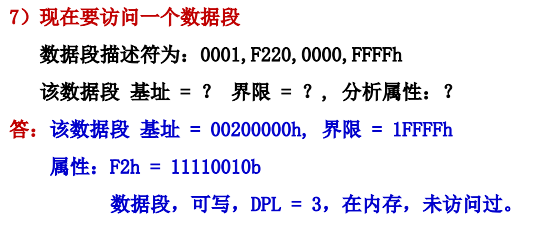 7）现在要访问一个数据段
数据段描述符为：0001,F220,0000,FFFFh
该数据段 基址 = ？ 界限 = ？, 分析属性：？
答：该数据段 基址 = 00200000h, 界限 = 1FFFFh
属性：F2h = 11110010b
数据段，可写，DPL = 3，在内存，未访问过。